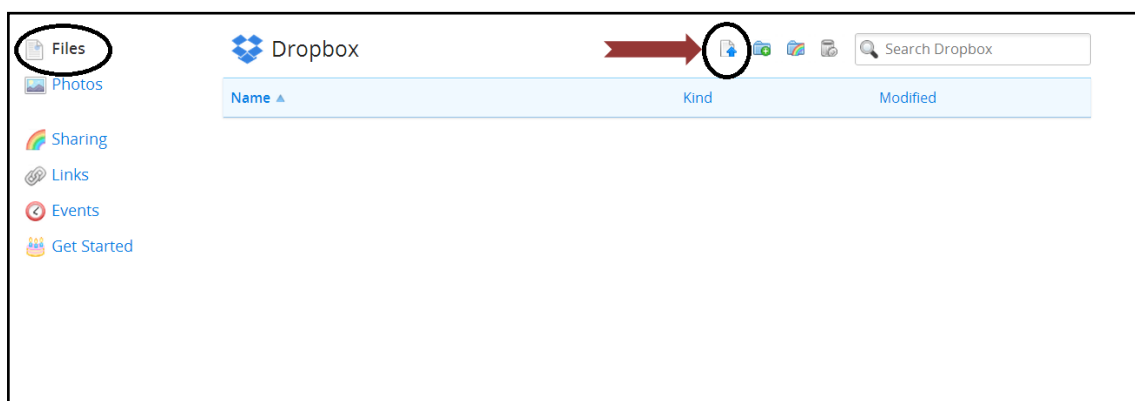 Files
Photos
Sharing
Links
Events
Get Started
Dropbox
Search Dropbox
Name
Kind
Modified